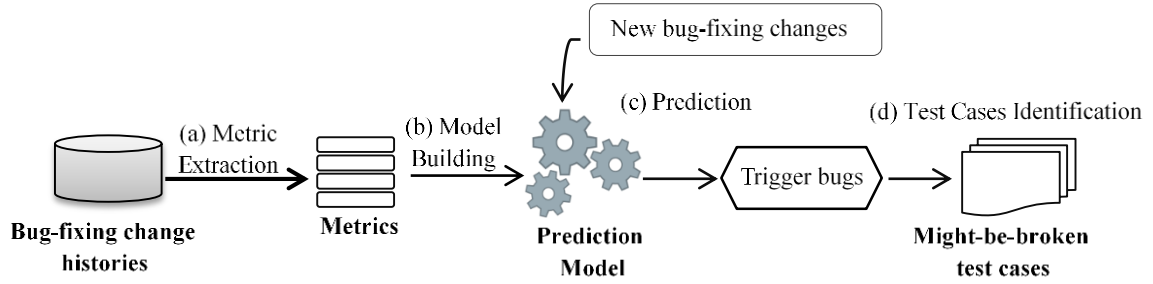 New bug-fixing changes
(a) Metric
Extraction
(b) Model
Building
(c) Prediction
(d) Test Cases Identification
Trigger bugs
Bug-fixing change
histories
Metrics
Prediction
Model
Might-be-broken
test cases